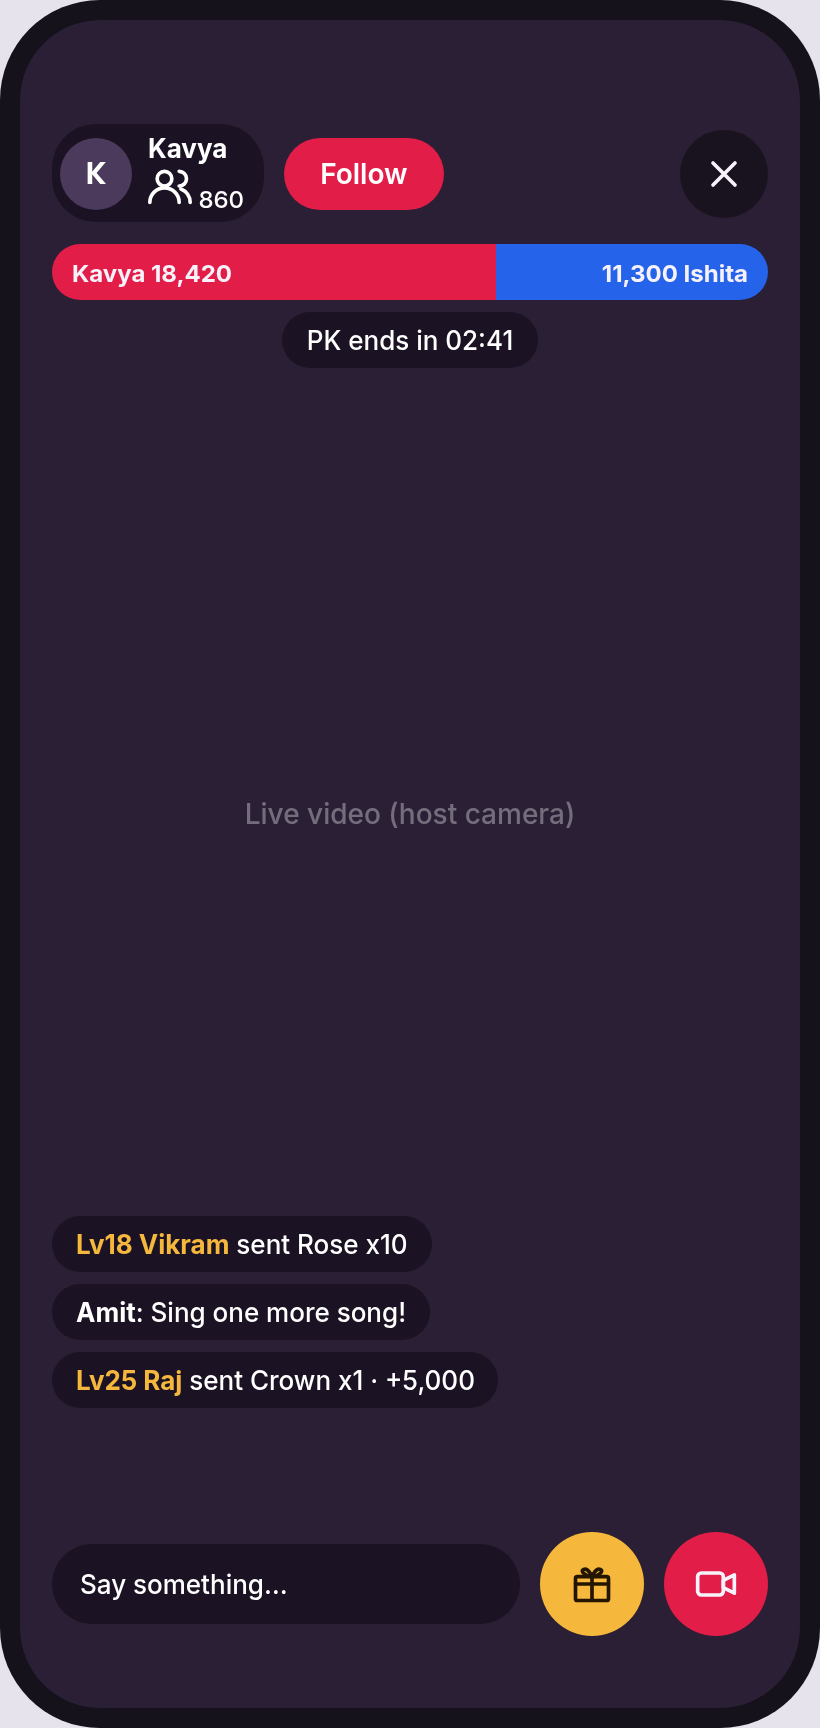 K
Kavya
860
Follow
Kavya 18,420
11,300 Ishita
PK ends in 02:41
Live video (host camera)
Lv18 Vikram sent Rose x10
Amit: Sing one more song!
Lv25 Raj sent Crown x1 · +5,000
Say something...